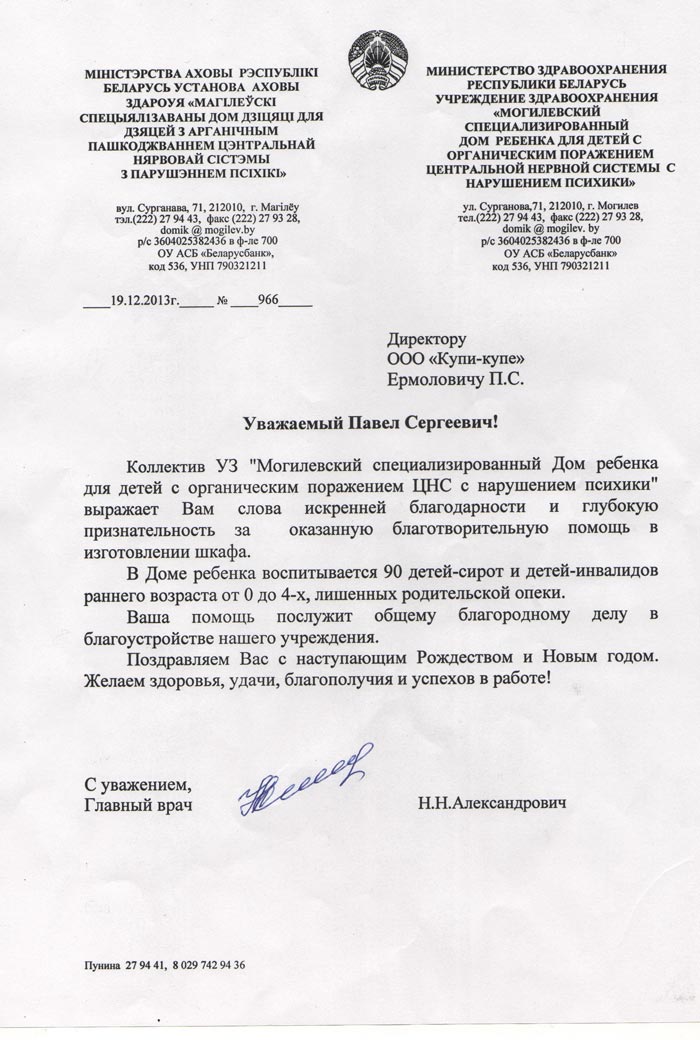 МІНІСТЭРСТВА АХОВЫ РЭСПУБЛІКІ
БЕЛАРУСЬ УСТАНОВА АХОВЫ
ЗДАРОУЯ «МАГІЛЕЎСКІ
СПЕЦЫЯЛІЗАВАНЫ ДОМ ДЗІЦЯЦІ ДЛЯ
ДЗЯЦЕЙ З АРГАНІЧНЫМ
ПАШКОДЖВАННЕМ ЦЭНТРАЛЬНАЙ
НЯРВОВАЙ СІСТЭМЫ
З ПАРУШЭННЕМ ПСІХІКІ»
вул. Сурганава, 71, 212010, г. Магілёу
тэл.(222) 27 94 43, факс (222) 27 93 28,
domik @ mogilev. by
р/с 3604025382436 в ф-ле 700
ОУ АСБ «Беларусбанк»,
код 536, УНП 790321211
____19.12.2013г._____ № ____966_____
МИНИСТЕРСТВО ЗДРАВООХРАНЕНИЯ
РЕСПУБЛИКИ БЕЛАРУСЬ
УЧРЕЖДЕНИЕ ЗДРАВООХРАНЕНИЯ
«МОГИЛЕВСКИЙ
СПЕЦИАЛИЗИРОВАННЫЙ
ДОМ РЕБЕНКА ДЛЯ ДЕТЕЙ С
ОРГАНИЧЕСКИМ ПОРАЖЕНИЕМ
ЦЕНТРАЛЬНОЙ НЕРВНОЙ СИСТЕМЫ С
НАРУШЕНИЕМ ПСИХИКИ»
ул. Сурганова,71, 212010, г. Могилев
тел.(222) 27 94 43, факс (222) 27 93 28,
domik @ mogilev. by
р/с 3604025382436 в ф-ле 700
ОУ АСБ «Беларусбанк»
код 536, УНП 790321211
Директору
ООО «Купи-купе»
Ермоловичу П.С.
Уважаемый Павел Сергеевич!
Коллектив УЗ "Могилевский специализированный Дом ребенка
для детей с органическим поражением ЦНС с нарушением психики"
выражает Вам слова искренней благодарности и глубокую
признательность за оказанную благотворительную помощь в
изготовлении шкафа.
В Доме ребенка воспитывается 90 детей-сирот и детей-инвалидов
раннего возраста от 0 до 4-х, лишенных родительской опеки.
Ваша помощь послужит общему благородному делу в
благоустройстве нашего учреждения.
Поздравляем Вас с наступающим Рождеством и Новым годом.
Желаем здоровья, удачи, благополучия и успехов в работе!
С уважением,
Главный врач
Н.Н.Александрович
Пунина 27 94 41, 8 029 742 94 36